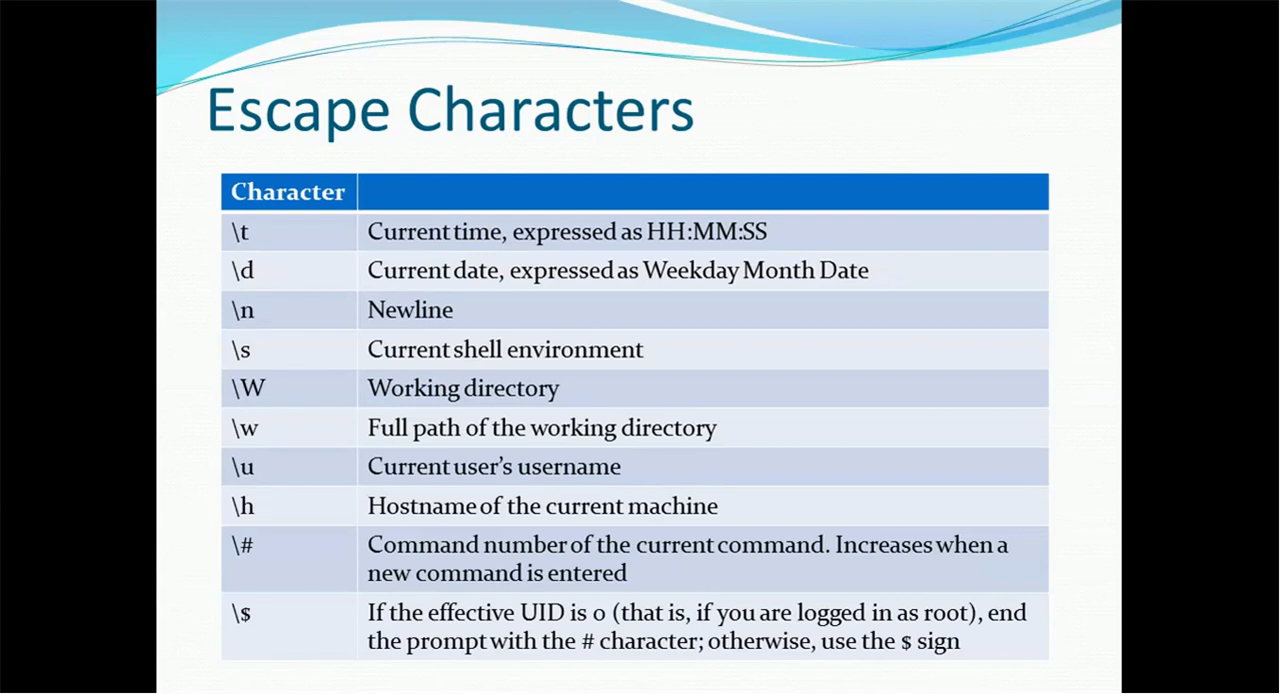 Escape Characters
Character
\t Current time, expressed as HH:MM:SS
\d Current date, expressed as Weekday Month Date
\n Newline
\s Current shell environment
\W Working directory
\w Full path of the working directory
\u Current user’s username
\h Hostname of the current machine
\# Command number of the current command. Increases when a
new command is entered
\$ If the effective UID is 0 (that is, if you are logged in as root), end
the prompt with the # character; otherwise, use the $ sign